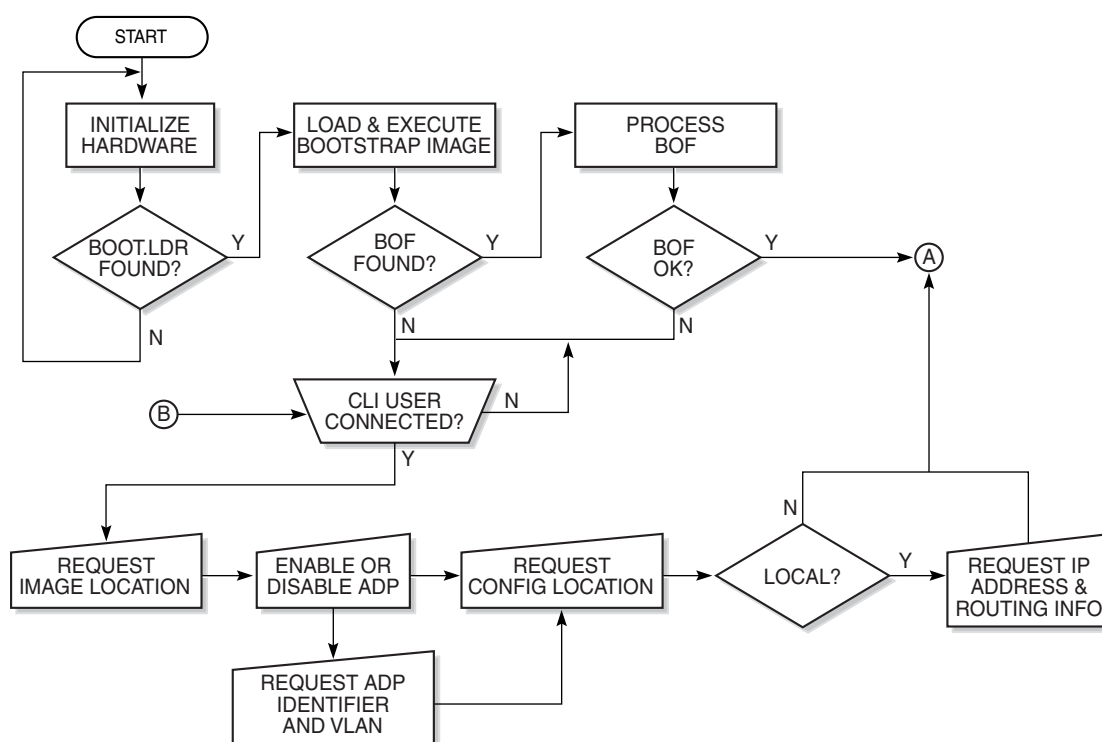 START
INITIALIZE
HARDWARE
LOAD & EXECUTE
BOOTSTRAP IMAGE
PROCESS
BOF
BOOT.LDR
FOUND?
Y
N
BOF
FOUND?
Y
N
BOF
OK?
Y
N
A
B
CLI USER
CONNECTED?
N
Y
REQUEST
IMAGE LOCATION
ENABLE OR
DISABLE ADP
REQUEST
CONFIG LOCATION
LOCAL?
N
Y
REQUEST IP
ADDRESS &
ROUTING INFO
REQUEST ADP
IDENTIFIER
AND VLAN